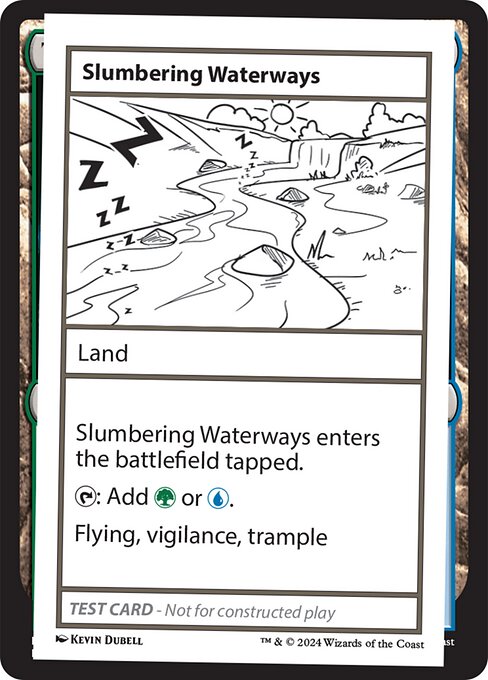 Slumbering Waterways
Z
Z
Z
Z
Z
Z
Z
Z
Z
Z
Z
Z
Land
Slumbering Waterways enters
the battlefield tapped.
: Add or .
Flying, vigilance, trample
TEST CARD - Not for constructed play
KEVIN DUBELL
™ & © 2024 Wizards of the Coast
ast